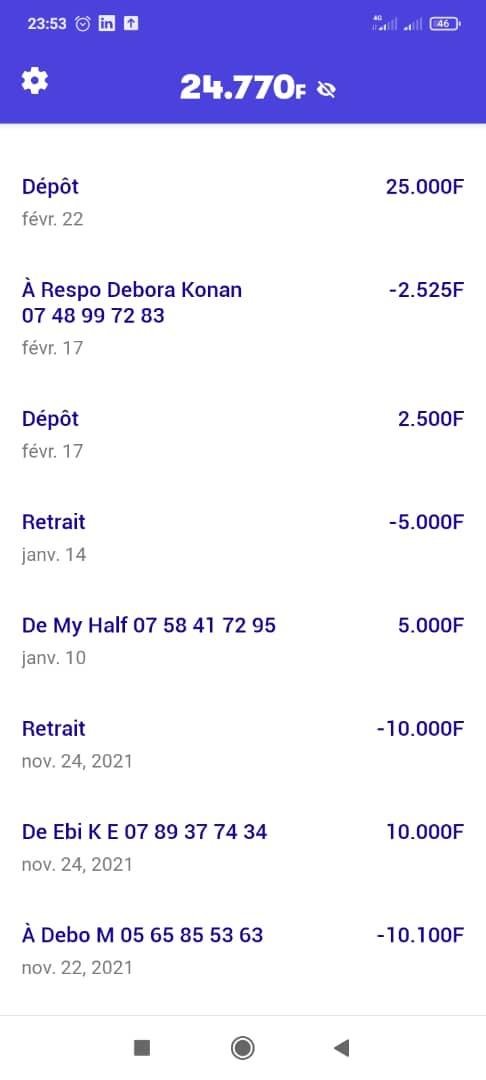 23:53
4G
46
24.770F
Dépôt 25.000F
févr. 22
À Respo Debora Konan -2.525F
07 48 99 72 83
févr. 17
Dépôt 2.500F
févr. 17
Retrait -5.000F
janv. 14
De My Half 07 58 41 72 95 5.000F
janv. 10
Retrait -10.000F
nov. 24, 2021
De Ebi K E 07 89 37 74 34 10.000F
nov. 24, 2021
À Debo M 05 65 85 53 63 -10.100F
nov. 22, 2021